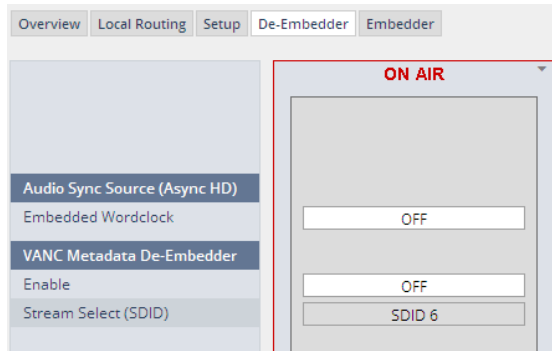 Overview Local Routing Setup De-Embedder Embedder
ON AIR
Audio Sync Source (Async HD)
Embedded Wordclock OFF
VANC Metadata De-Embedder
Enable OFF
Stream Select (SDID) SDID 6